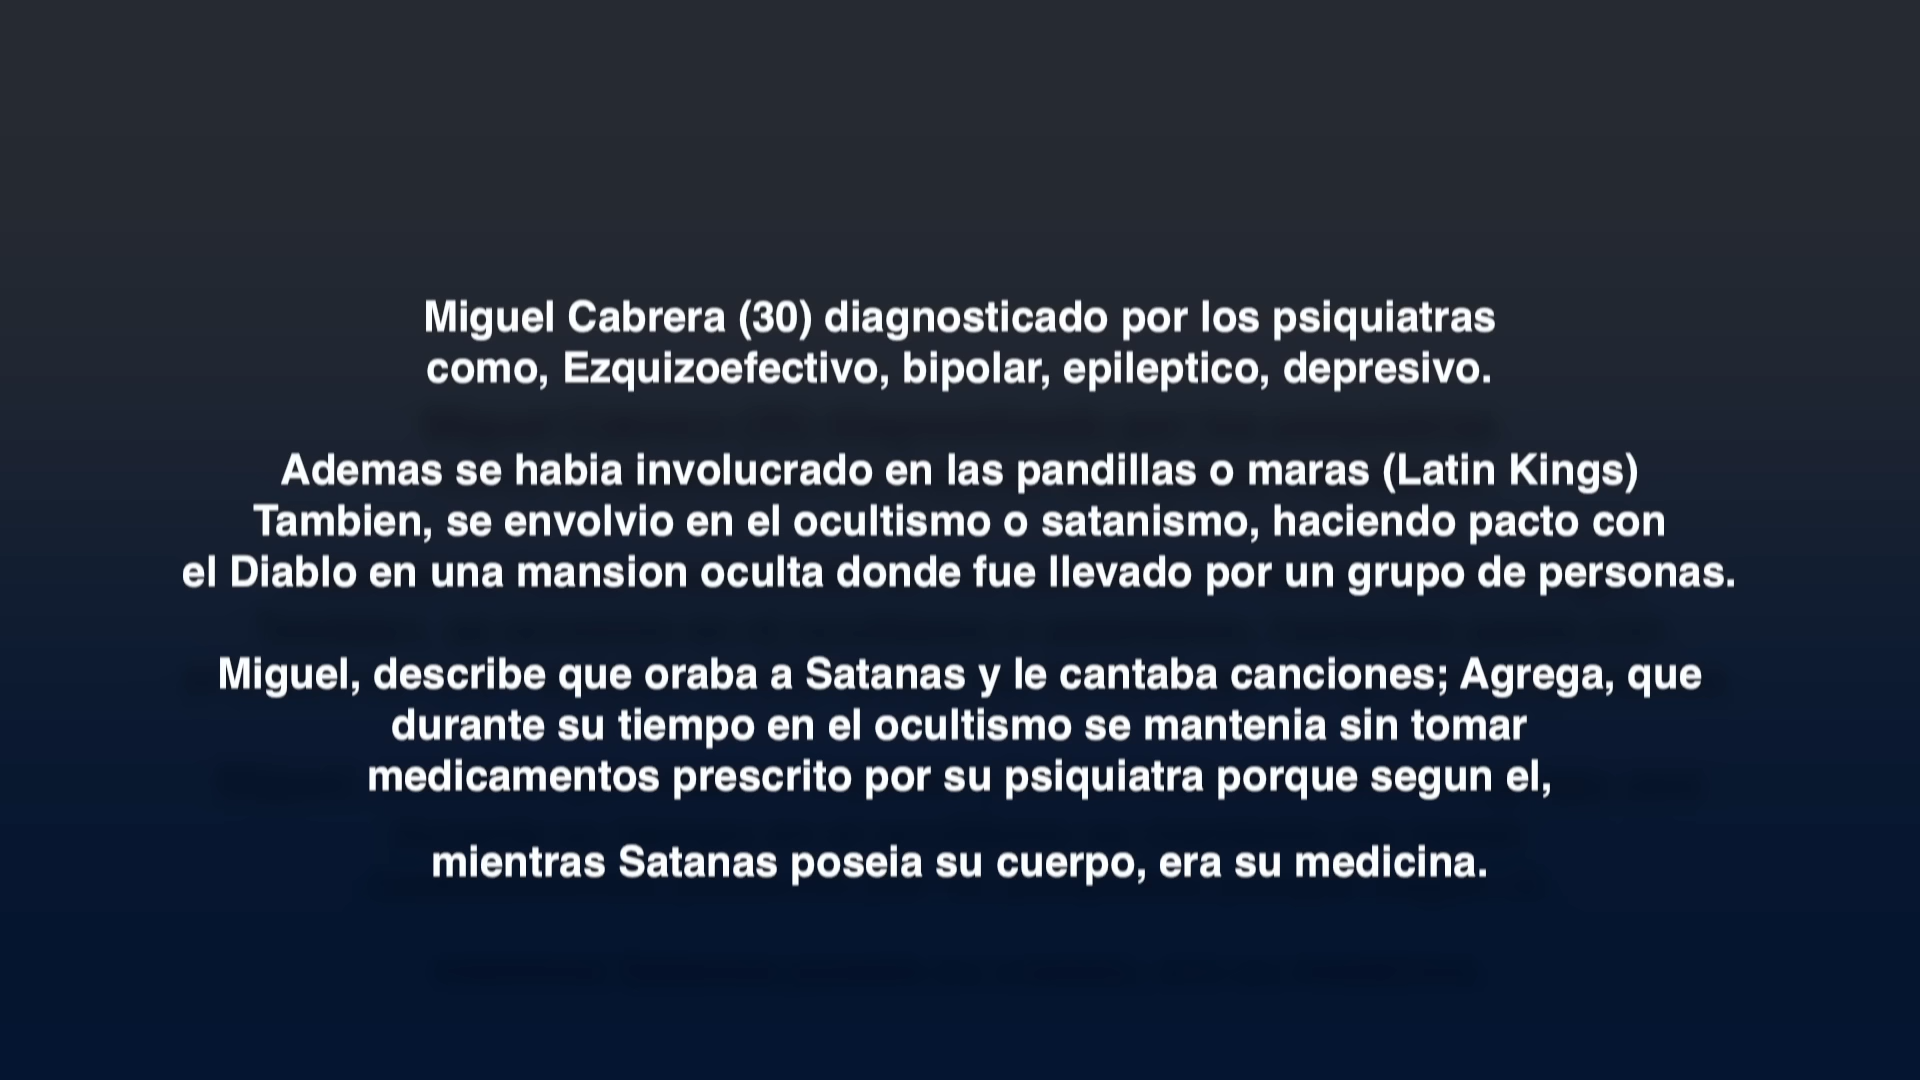 Miguel Cabrera (30) diagnosticado por los psiquiatras
como, Ezquizoefectivo, bipolar, epileptico, depresivo.
Ademas se habia involucrado en las pandillas o maras (Latin Kings)
Tambien, se envolvio en el ocultismo o satanismo, haciendo pacto con
el Diablo en una mansion oculta donde fue llevado por un grupo de personas.
Miguel, describe que oraba a Satanas y le cantaba canciones; Agrega, que
durante su tiempo en el ocultismo se mantenia sin tomar
medicamentos prescrito por su psiquiatra porque segun el,
mientras Satanas poseia su cuerpo, era su medicina.